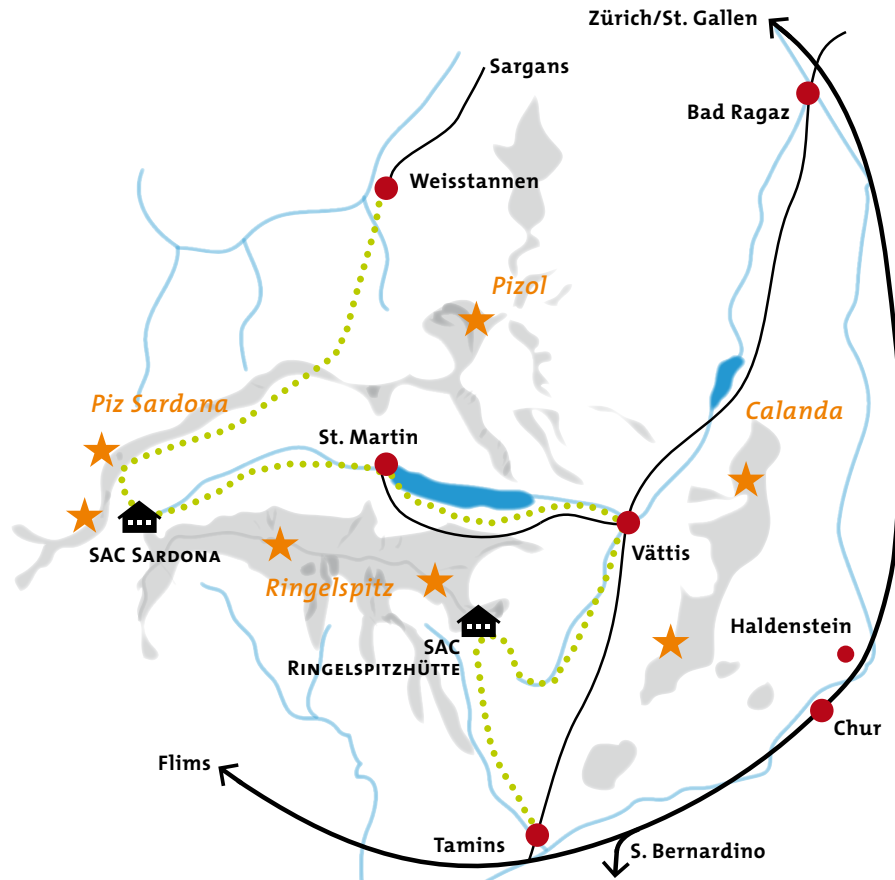 Zürich/St. Gallen
Sargans
Bad Ragaz
Weisstannen
Pizol
Piz Sardona
Calanda
St. Martin
SAC SARDONA
Vättis
Ringelspitz
Haldenstein
SAC
RINGELSPITZHÜTTE
Chur
Flims
Tamins
S. Bernardino